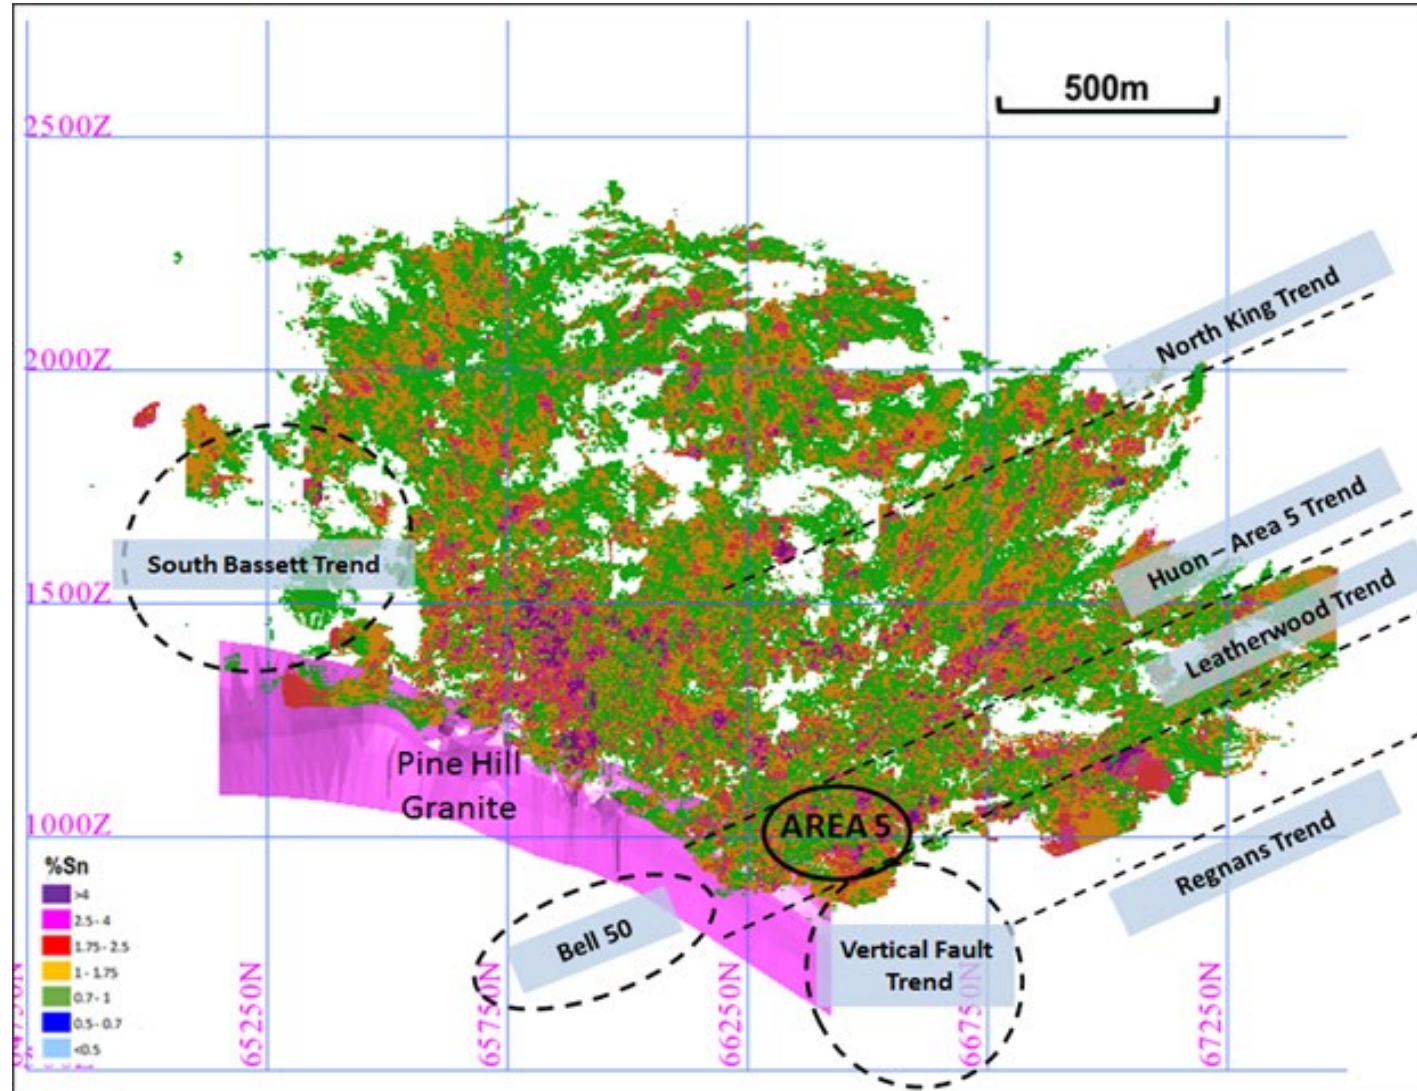 500m
2500Z
2000Z
1500Z
1000Z
North King Trend
Huon – Area 5 Trend
Leatherwood Trend
Regnans Trend
South Bassett Trend
Pine Hill
Granite
AREA 5
Bell 50
Vertical Fault
Trend
%Sn
>4
2.5 - 4
1.75 - 2.5
1 - 1.75
0.7 - 1
0.5 - 0.7
<0.5
65250N
65750N
66250N
66750N
67250N